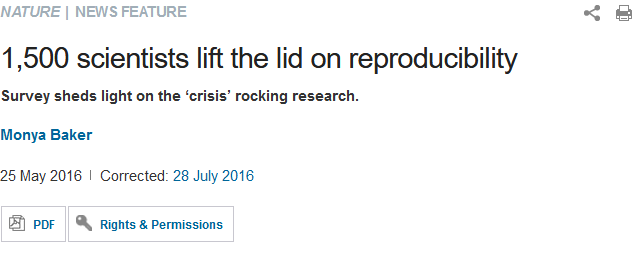 NATURE | NEWS FEATURE
1,500 scientists lift the lid on reproducibility
Survey sheds light on the ‘crisis’ rocking research.
Monya Baker
25 May 2016 | Corrected: 28 July 2016
PDF Rights & Permissions